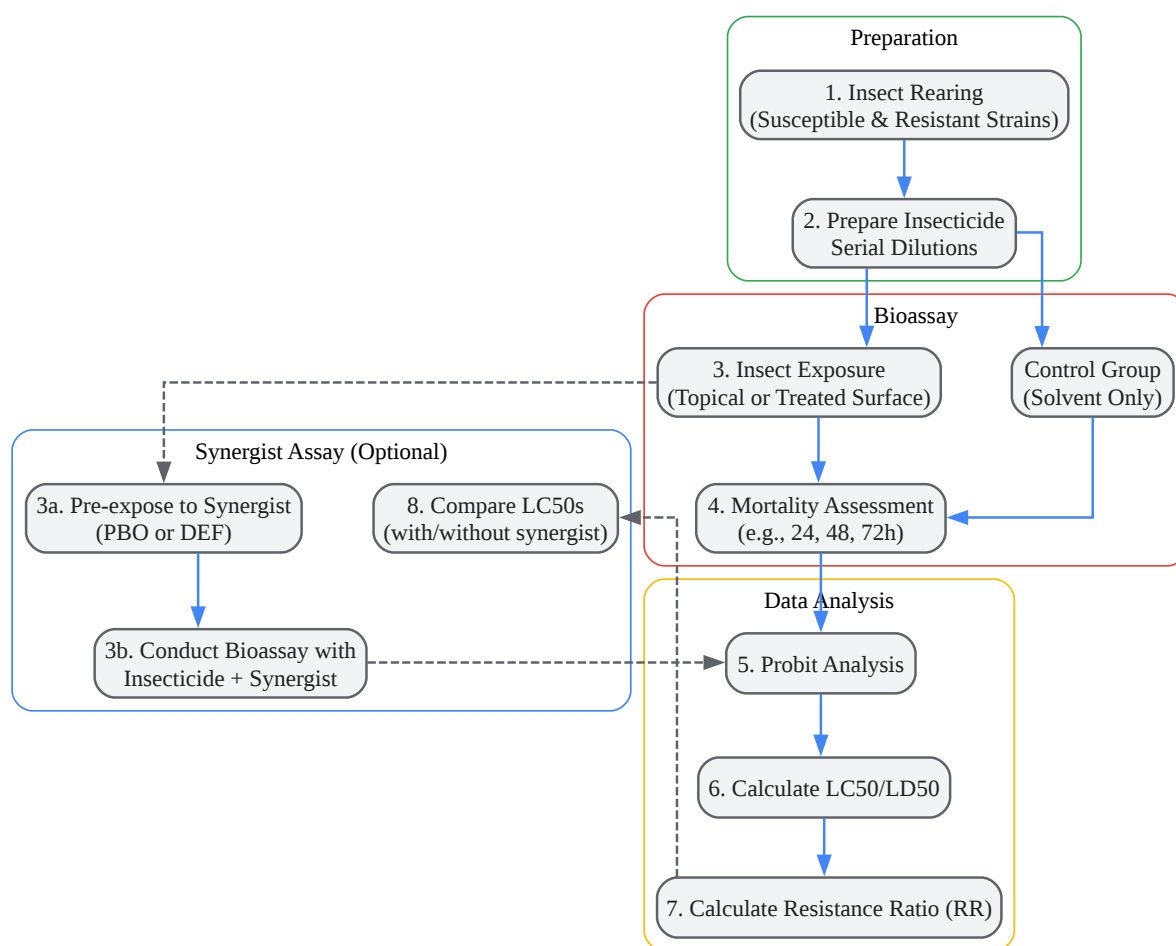 Preparation
1. Insect Rearing
(Susceptible & Resistant Strains)
2. Prepare Insecticide
Serial Dilutions
Bioassay
3. Insect Exposure
(Topical or Treated Surface)
Control Group
(Solvent Only)
Synergist Assay (Optional)
3a. Pre-expose to Synergist
(PBO or DEF)
8. Compare LC50s
(with/without synergist)
4. Mortality Assessment
(e.g., 24, 48, 72h)
Data Analysis
3b. Conduct Bioassay with
Insecticide + Synergist
5. Probit Analysis
6. Calculate LC50/LD50
7. Calculate Resistance Ratio (RR)